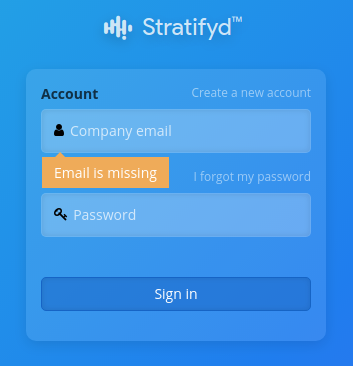 Stratifyd™
Account
Create a new account
Company email
Email is missing
I forgot my password
Password
Sign in